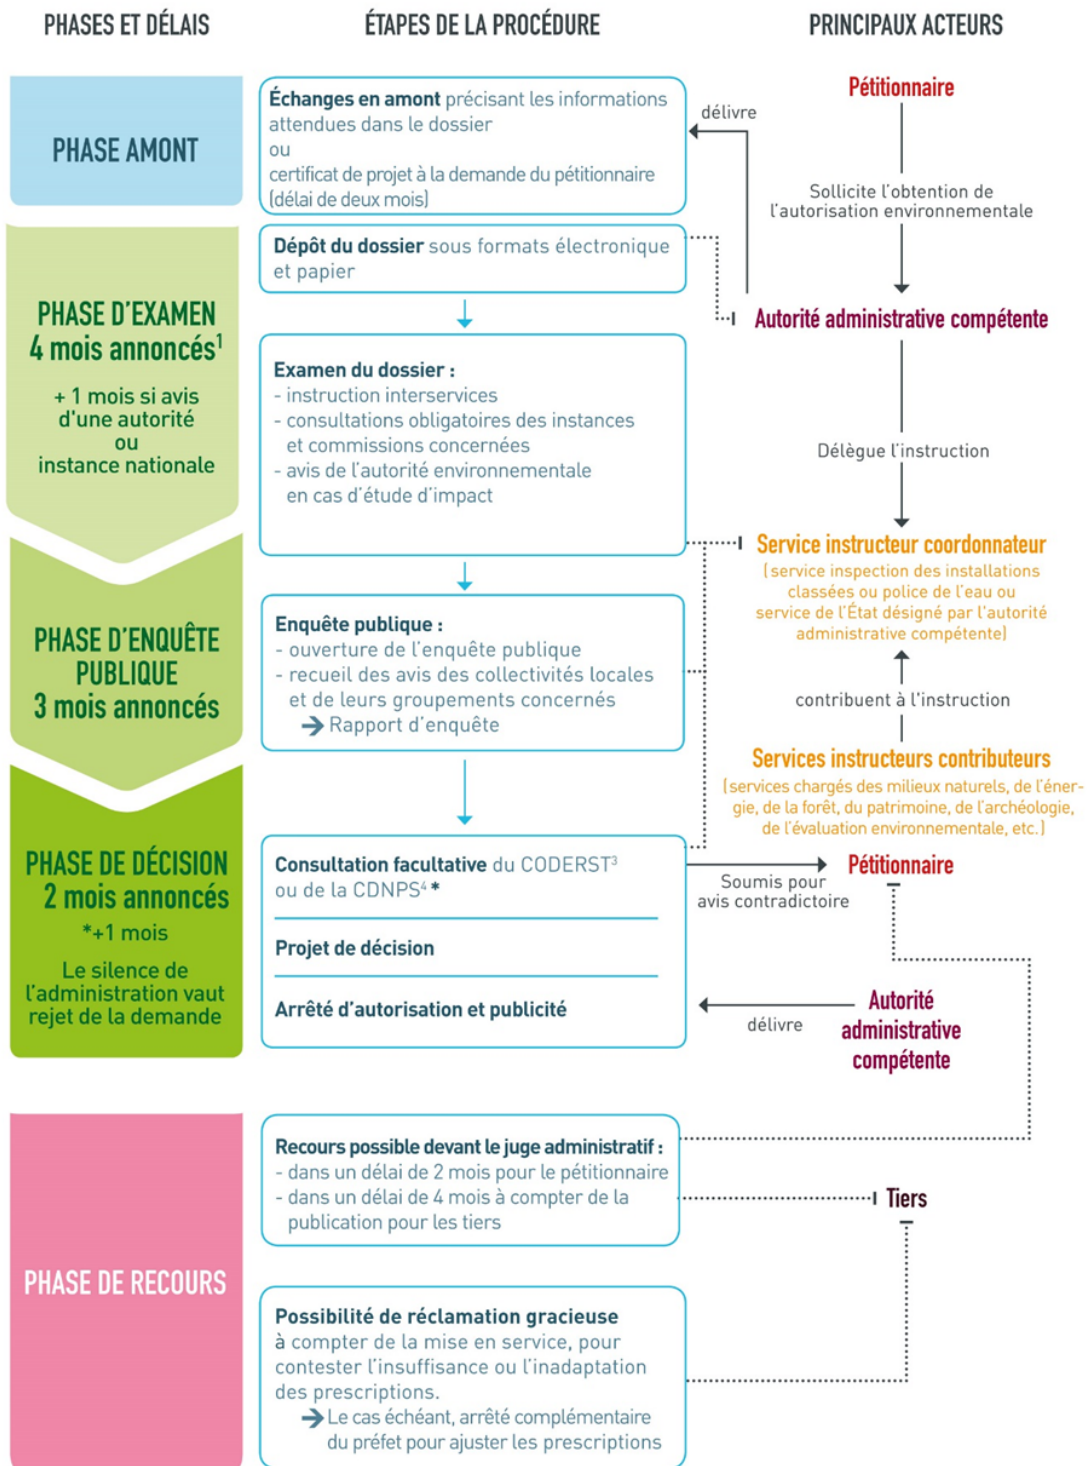 PHASES ET DÉLAIS
ÉTAPES DE LA PROCÉDURE
PRINCIPAUX ACTEURS
PHASE AMONT
Échanges en amont précisant les informations
attendues dans le dossier
ou
certificat de projet à la demande du pétitionnaire
(délai de deux mois)
délivre
Pétitionnaire
Sollicite l'obtention de
l'autorisation environnementale
PHASE D'EXAMEN
4 mois annoncés¹
+ 1 mois si avis
d'une autorité
ou
instance nationale
Dépôt du dossier sous formats électronique
et papier
Autorité administrative compétente
Examen du dossier :
- instruction interservices
- consultations obligatoires des instances
et commissions concernées
- avis de l'autorité environnementale
en cas d'étude d'impact
Délègue l'instruction
Service instructeur coordonnateur
(service inspection des installations
classées ou police de l'eau ou
service de l'État désigné par l'autorité
administrative compétente)
PHASE D'ENQUÊTE
PUBLIQUE
3 mois annoncés
Enquête publique :
- ouverture de l'enquête publique
- recueil des avis des collectivités locales
et de leurs groupements concernés
➔ Rapport d'enquête
contribuent à l'instruction
Services instructeurs contributeurs
(services chargés des milieux naturels, de l'éner-
gie, de la forêt, du patrimoine, de l'archéologie,
de l'évaluation environnementale, etc.)
PHASE DE DÉCISION
2 mois annoncés
*+1 mois
Le silence de
l'administration vaut
rejet de la demande
Consultation facultative du CODERST³
ou de la CDNPS⁴ *
Projet de décision
Arrêté d'autorisation et publicité
Soumis pour
avis contradictoire
Pétitionnaire
délivre
Autorité
administrative
compétente
PHASE DE RECOURS
Recours possible devant le juge administratif :
- dans un délai de 2 mois pour le pétitionnaire
- dans un délai de 4 mois à compter de la
publication pour les tiers
Tiers
Possibilité de réclamation gracieuse
à compter de la mise en service, pour
contester l'insuffisance ou l'inadaptation
des prescriptions.
➔ Le cas échéant, arrêté complémentaire
du préfet pour ajuster les prescriptions